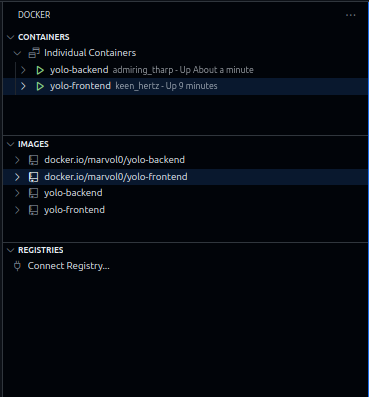 DOCKER
CONTAINERS
Individual Containers
yolo-backend admiring_tharp - Up About a minute
yolo-frontend keen_hertz - Up 9 minutes
IMAGES
docker.io/marvol0/yolo-backend
docker.io/marvol0/yolo-frontend
yolo-backend
yolo-frontend
REGISTRIES
Connect Registry...